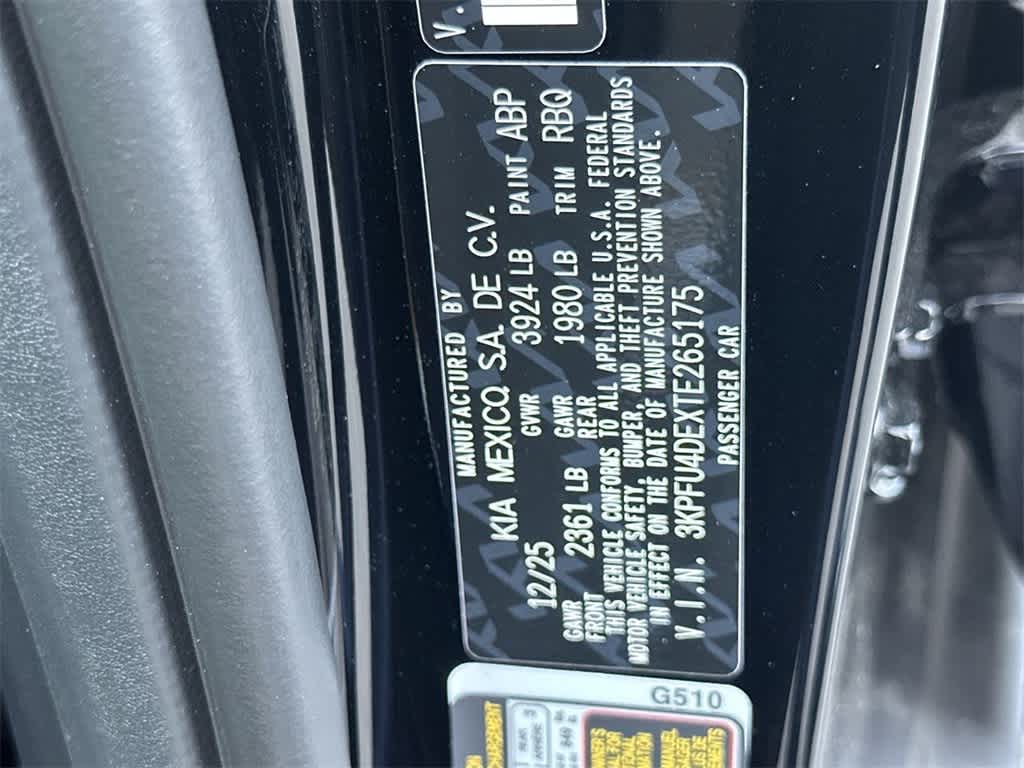 V.
MANUFACTURED BY
KIA MEXICO, S.A. DE C.V.
12/25 GVWR 3924 LB PAINT ABP
GAWR FRONT 2361 LB GAWR REAR 1980 LB TRIM RBQ
THIS VEHICLE CONFORMS TO ALL APPLICABLE U.S.A. FEDERAL
MOTOR VEHICLE SAFETY, BUMPER, AND THEFT PREVENTION STANDARDS
IN EFFECT ON THE DATE OF MANUFACTURE SHOWN ABOVE.
V.I.N. 3KPFU4DEXTE265175
PASSENGER CAR
G510